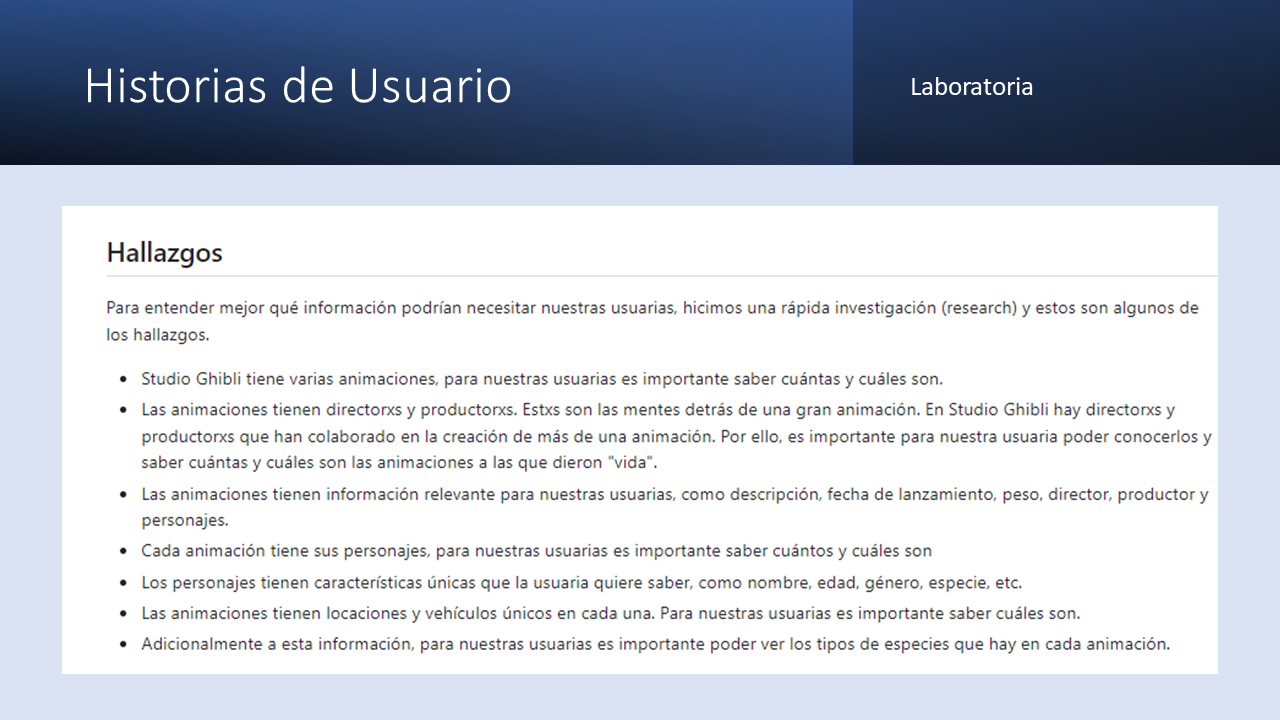 Historias de Usuario
Laboratoria
Hallazgos
Para entender mejor qué información podrían necesitar nuestras usuarias, hicimos una rápida investigación (research) y estos son algunos de
los hallazgos.
• Studio Ghibli tiene varias animaciones, para nuestras usuarias es importante saber cuántas y cuáles son.
• Las animaciones tienen directorxs y productorxs. Estxs son las mentes detrás de una gran animación. En Studio Ghibli hay directorxs y
productorxs que han colaborado en la creación de más de una animación. Por ello, es importante para nuestra usuaria poder conocerlos y
saber cuántas y cuáles son las animaciones a las que dieron "vida".
• Las animaciones tienen información relevante para nuestras usuarias, como descripción, fecha de lanzamiento, peso, director, productor y
personajes.
• Cada animación tiene sus personajes, para nuestras usuarias es importante saber cuántos y cuáles son
• Los personajes tienen características únicas que la usuaria quiere saber, como nombre, edad, género, especie, etc.
• Las animaciones tienen locaciones y vehículos únicos en cada una. Para nuestras usuarias es importante saber cuáles son.
• Adicionalmente a esta información, para nuestras usuarias es importante poder ver los tipos de especies que hay en cada animación.